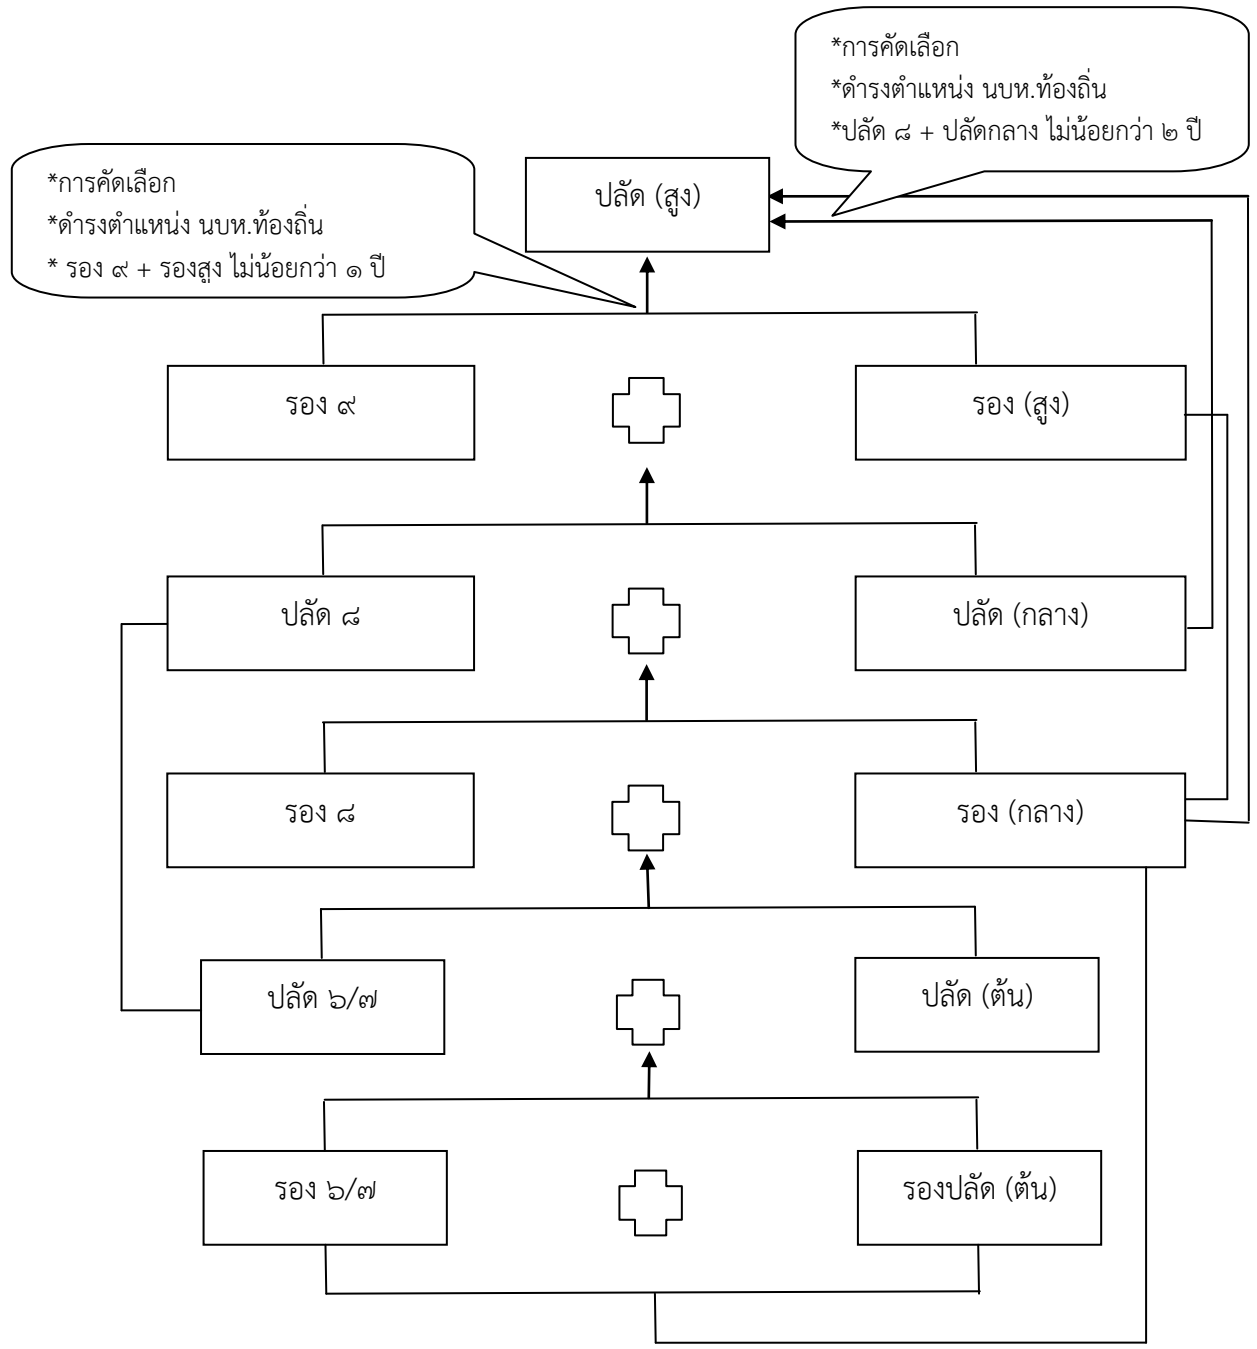 *การคัดเลือก
*ดำรงตำแหน่ง นบห.ท้องถิ่น
*ปลัด ๘ + ปลัดกลาง ไม่น้อยกว่า ๒ ปี
*การคัดเลือก
*ดำรงตำแหน่ง นบห.ท้องถิ่น
* รอง ๙ + รองสูง ไม่น้อยกว่า ๑ ปี
ปลัด (สูง)
รอง ๙
รอง (สูง)
ปลัด ๘
ปลัด (กลาง)
รอง ๘
รอง (กลาง)
ปลัด ๖/๗
ปลัด (ต้น)
รอง ๖/๗
รองปลัด (ต้น)